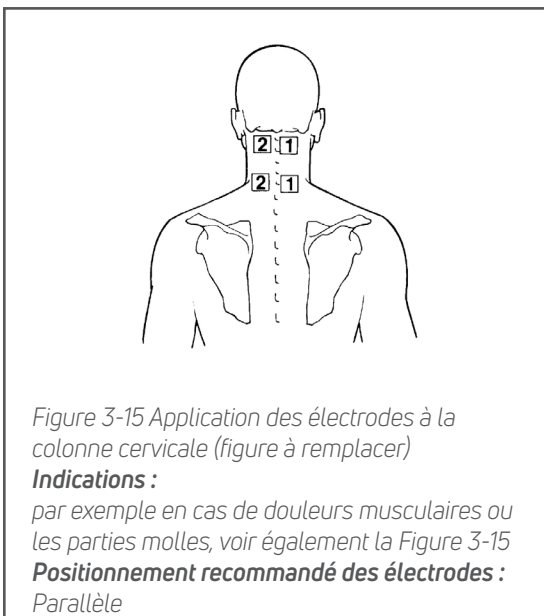 2 1
2 1
Figure 3-15 Application des électrodes à la
colonne cervicale (figure à remplacer)
Indications :
par exemple en cas de douleurs musculaires ou
les parties molles, voir également la Figure 3-15
Positionnement recommandé des électrodes :
Parallèle